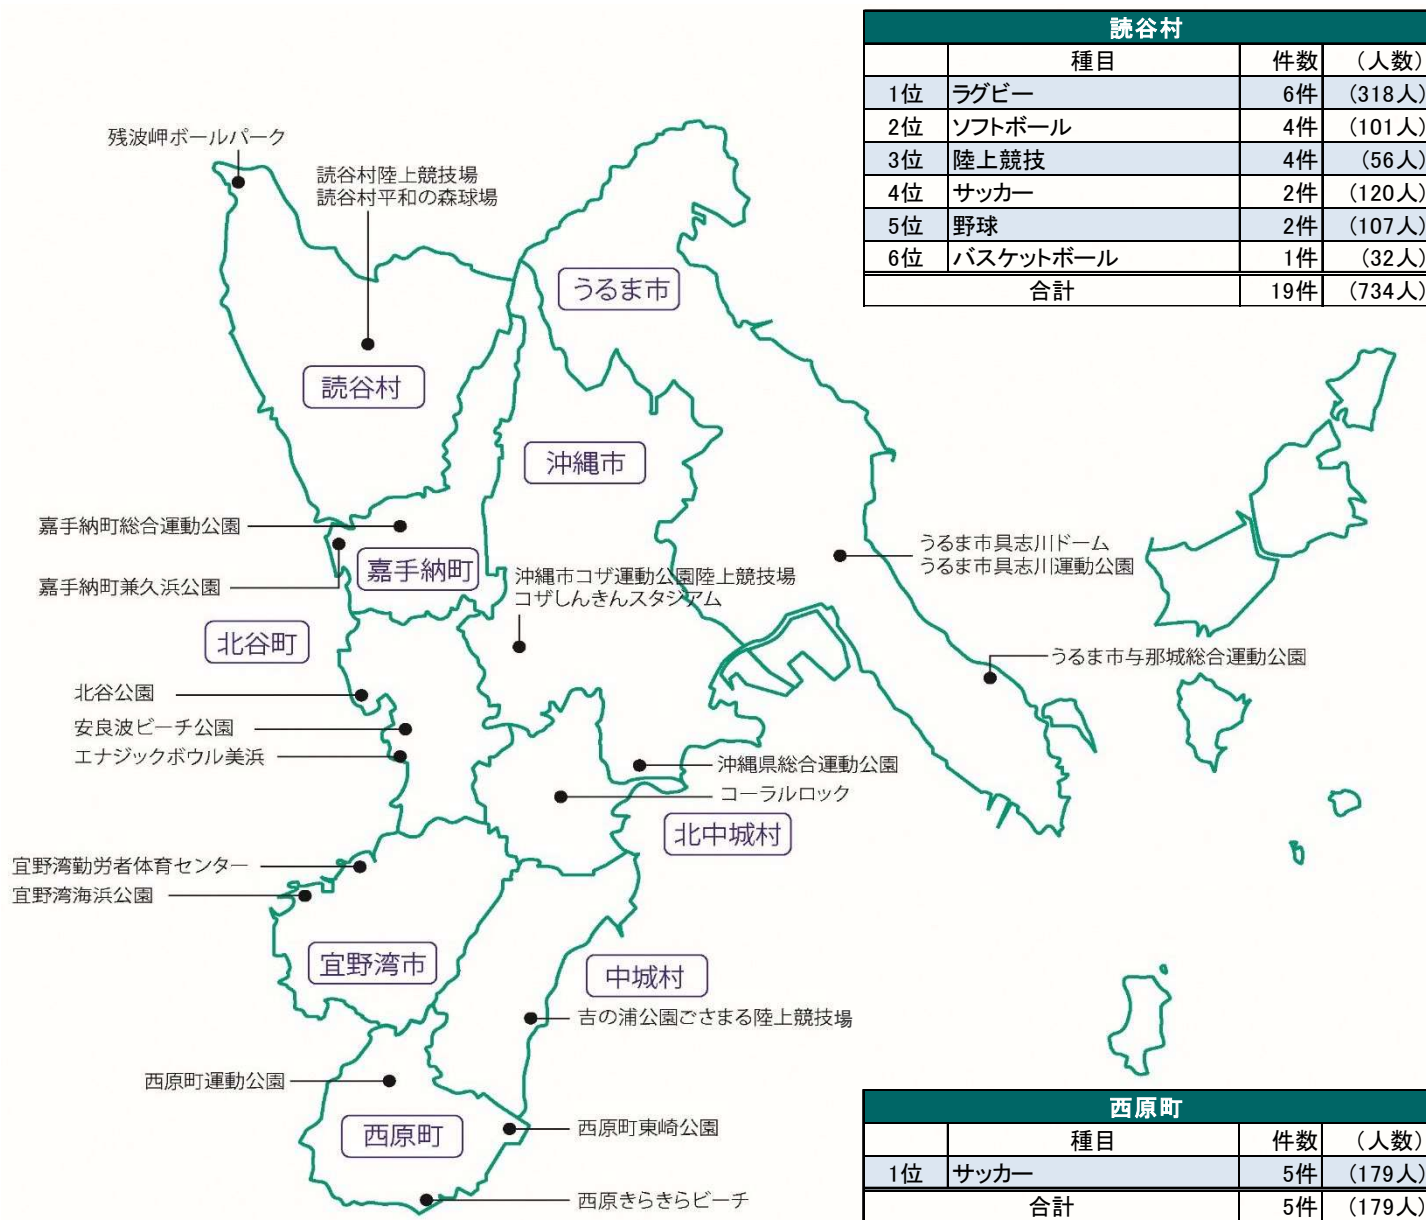 読谷村
種目 件数 (人数)
1位 ラグビー 6件 (318人)
2位 ソフトボール 4件 (101人)
3位 陸上競技 4件 (56人)
4位 サッカー 2件 (120人)
5位 野球 2件 (107人)
6位 バスケットボール 1件 (32人)
合計 19件 (734人)
残波岬ボールパーク
読谷村陸上競技場
読谷村平和の森球場
うるま市
読谷村
沖縄市
嘉手納町総合運動公園
嘉手納町兼久浜公園
嘉手納町
沖縄市コザ運動公園陸上競技場
コザしんきんスタジアム
うるま市具志川ドーム
うるま市具志川運動公園
北谷町
うるま市与那城総合運動公園
北谷公園
安良波ビーチ公園
エナジックボウル美浜
沖縄県総合運動公園
コーラルロック
北中城村
宜野湾勤労者体育センター
宜野湾海浜公園
宜野湾市
中城村
吉の浦公園ごさまる陸上競技場
西原町運動公園
西原町
西原町東崎公園
西原きらきらビーチ
西原町
種目 件数 (人数)
1位 サッカー 5件 (179人)
合計 5件 (179人)